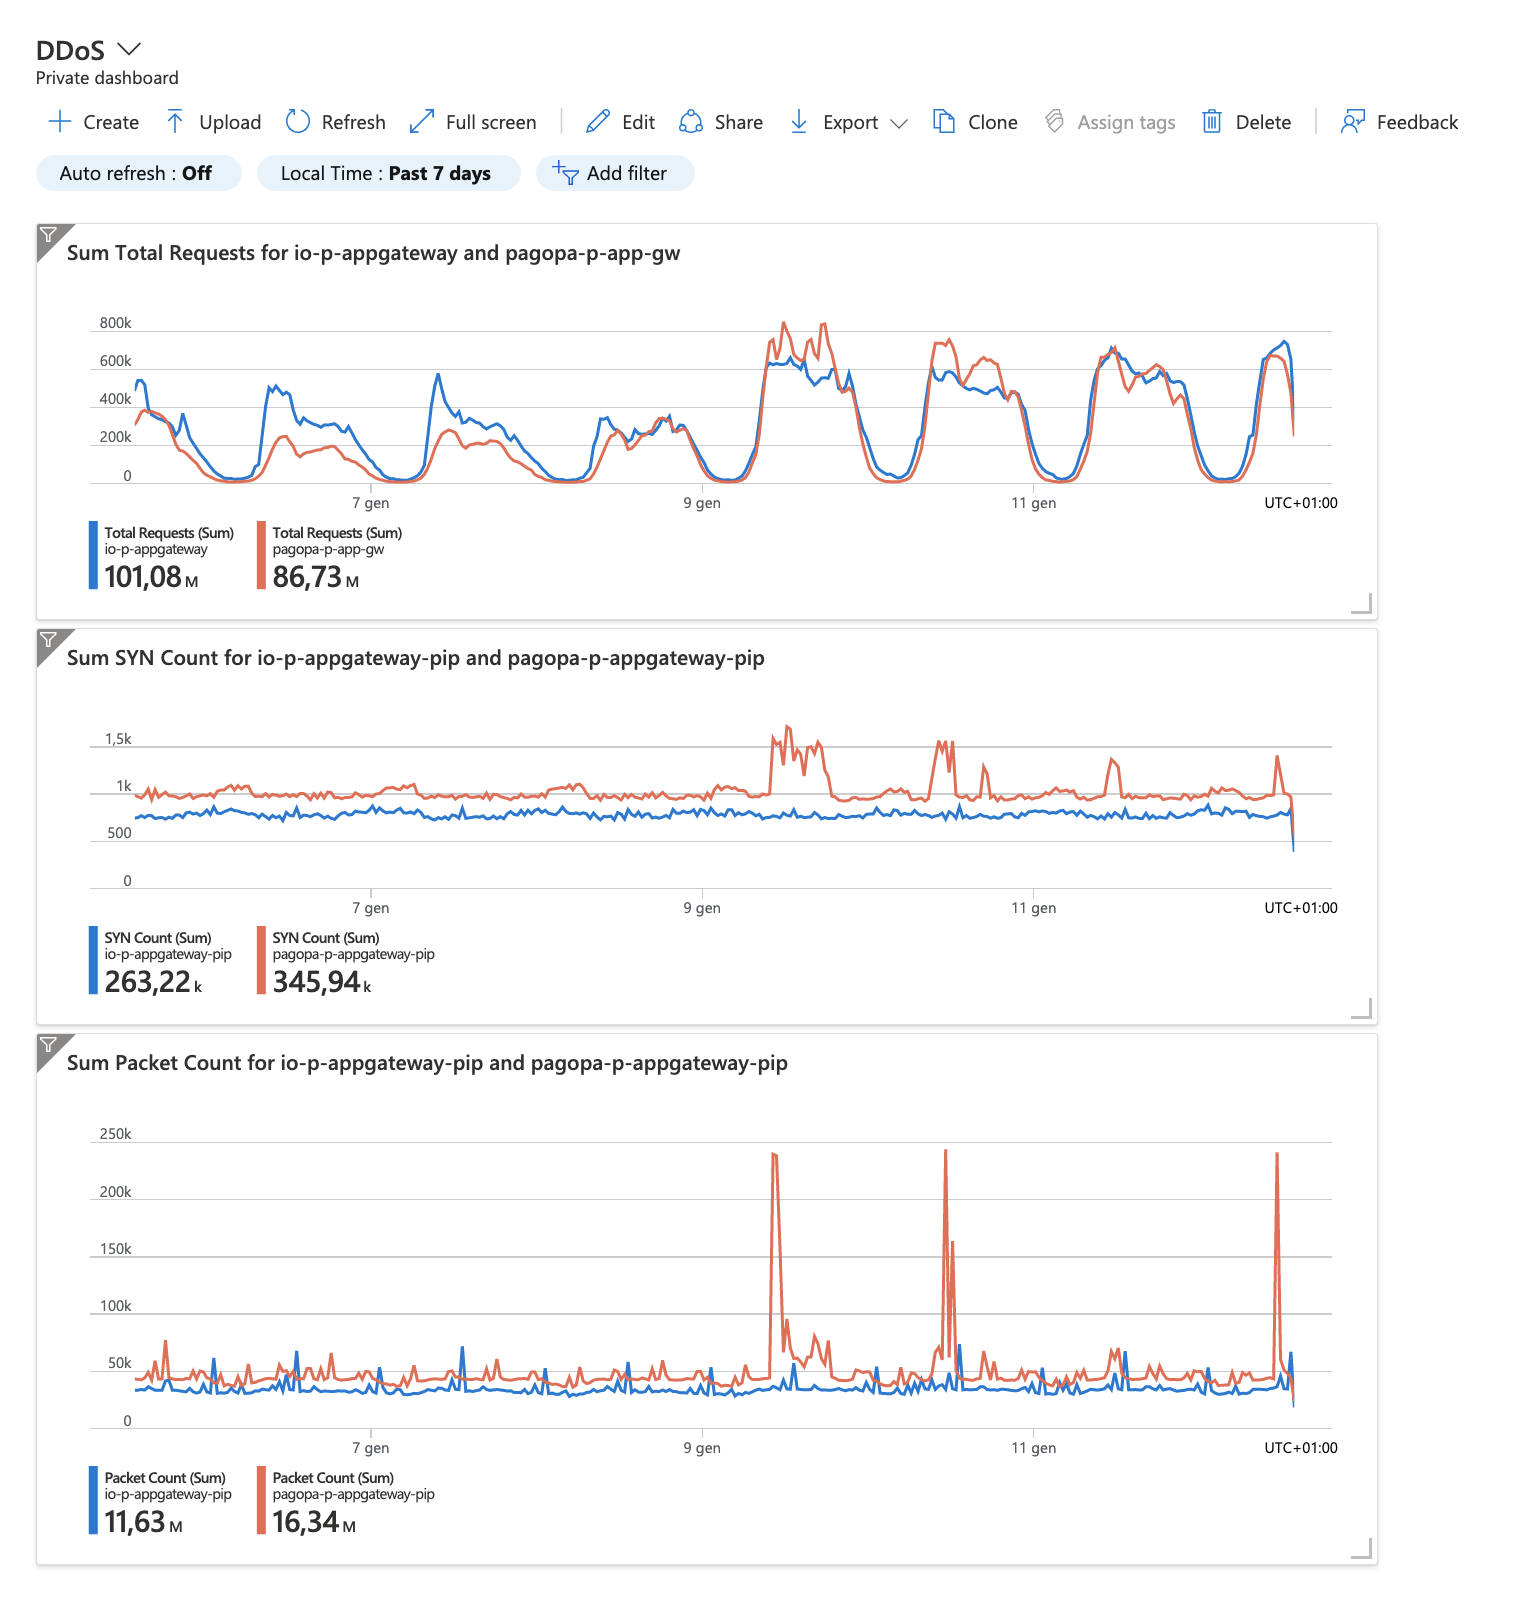 DDoS
Private dashboard
Create Upload Refresh Full screen Edit Share Export Clone Assign tags Delete Feedback
Auto refresh : Off Local Time : Past 7 days Add filter
Sum Total Requests for io-p-appgateway and pagopa-p-app-gw
800k
600k
400k
200k
0
7 gen 9 gen 11 gen UTC+01:00
Total Requests (Sum) Total Requests (Sum)
io-p-appgateway pagopa-p-app-gw
101,08 M 86,73 M
Sum SYN Count for io-p-appgateway-pip and pagopa-p-appgateway-pip
1,5k
1k
500
0
7 gen 9 gen 11 gen UTC+01:00
SYN Count (Sum) SYN Count (Sum)
io-p-appgateway-pip pagopa-p-appgateway-pip
263,22 k 345,94 k
Sum Packet Count for io-p-appgateway-pip and pagopa-p-appgateway-pip
250k
200k
150k
100k
50k
0
7 gen 9 gen 11 gen UTC+01:00
Packet Count (Sum) Packet Count (Sum)
io-p-appgateway-pip pagopa-p-appgateway-pip
11,63 M 16,34 M